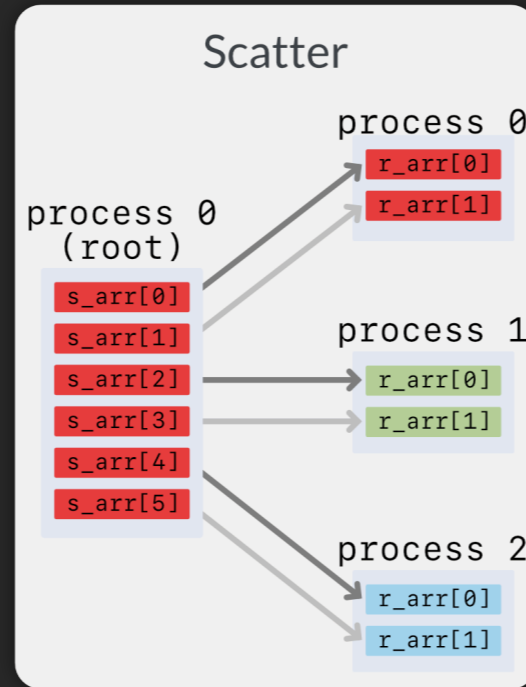 Scatter
process 0
(root)
s_arr[0]
s_arr[1]
s_arr[2]
s_arr[3]
s_arr[4]
s_arr[5]
process 0
r_arr[0]
r_arr[1]
process 1
r_arr[0]
r_arr[1]
process 2
r_arr[0]
r_arr[1]